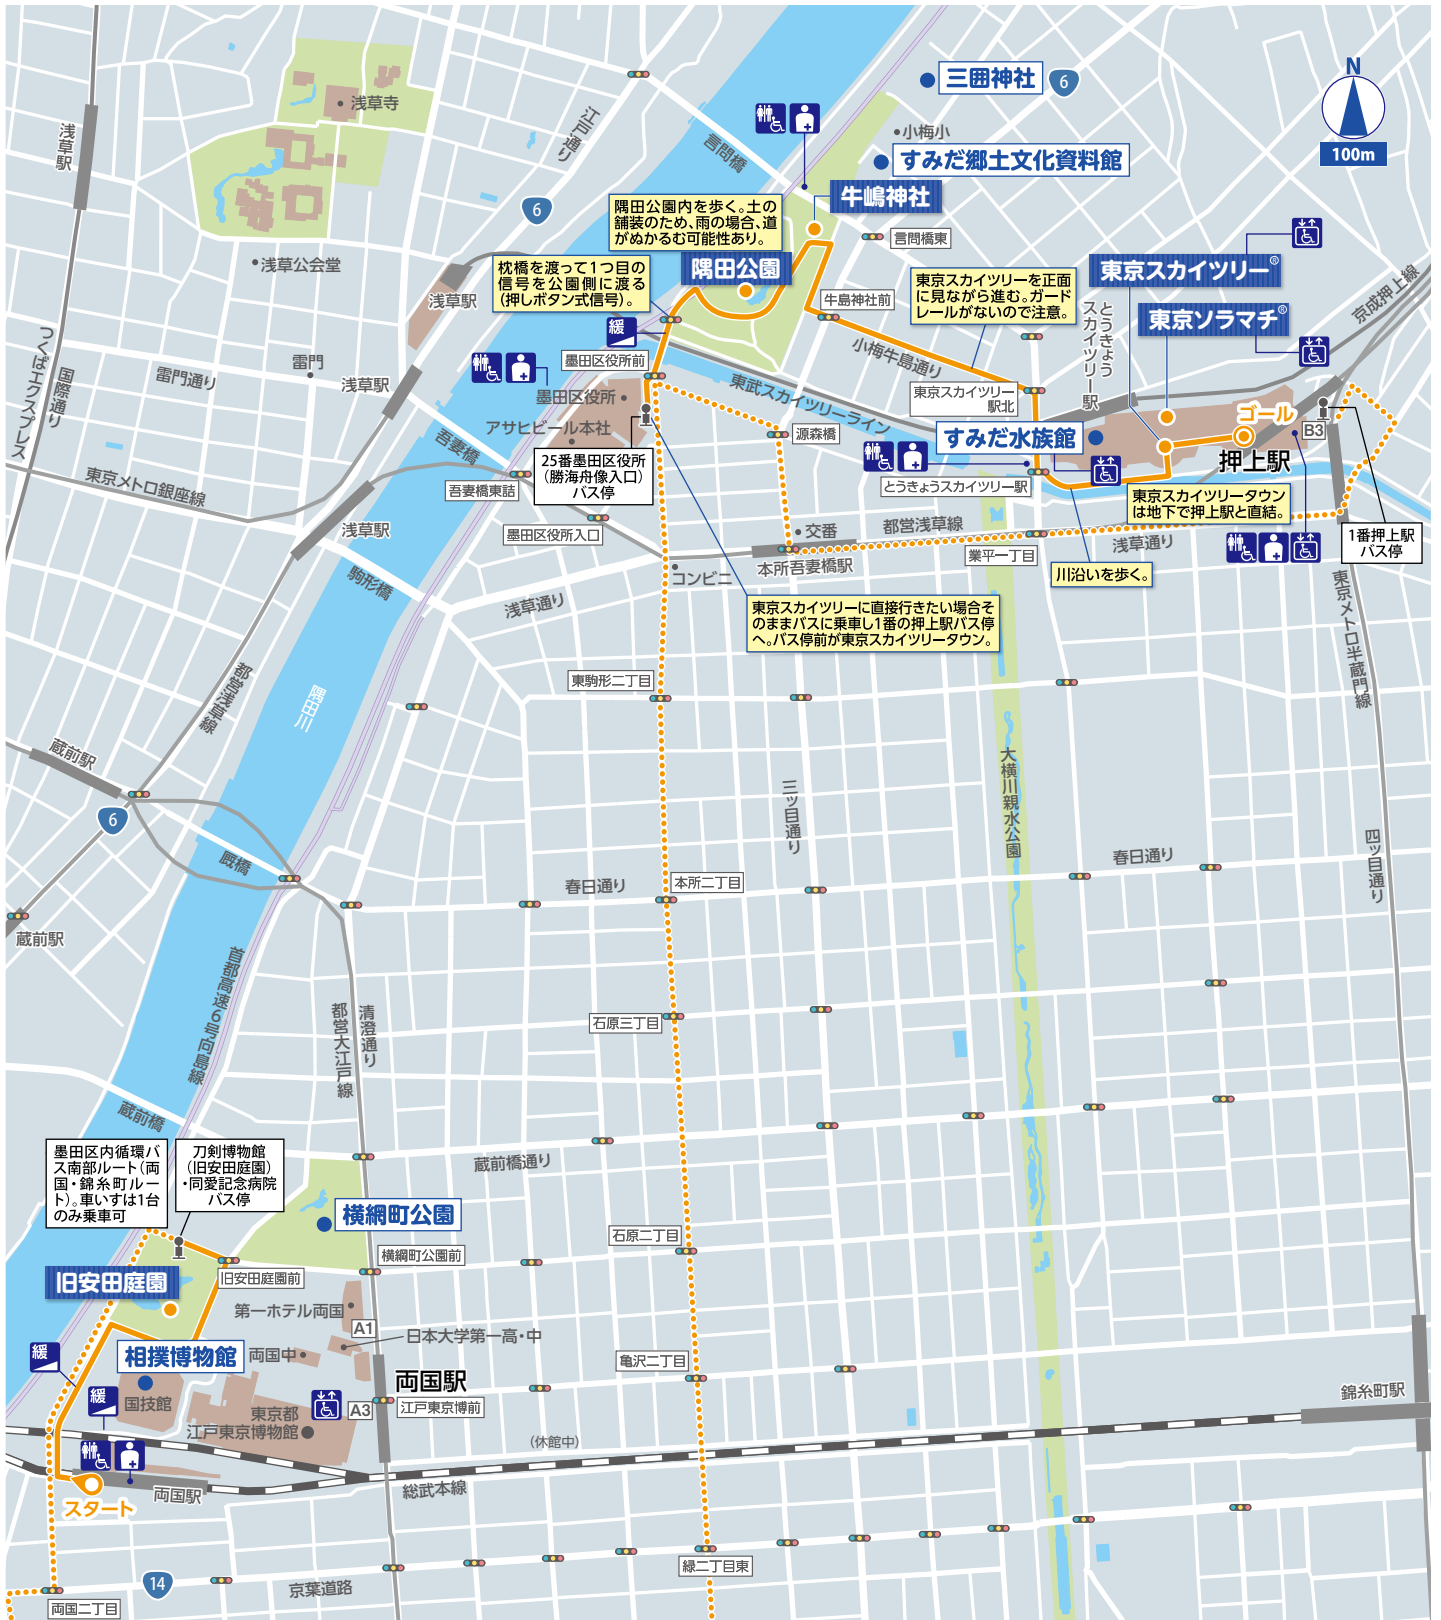 N
100m
三囲神社
6
浅草寺
浅草駅
江戸通り
言問橋
小梅小
すみだ郷土文化資料館
牛嶋神社
6
隅田公園内を歩く。土の
舗装のため、雨の場合、道
がぬかるむ可能性あり。
言問橋東
浅草公会堂
枕橋を渡って1つ目の
信号を公園側に渡る
(押しボタン式信号)。
隅田公園
東京スカイツリー®
東京スカイツリーを正面
に見ながら進む。ガード
レールがないので注意。
京成押上線
浅草駅
牛島神社前
とうきょう
スカイツリー駅
東京ソラマチ®
緩
つくばエクスプレス
国際通り
雷門通り
雷門
浅草駅
墨田区役所前
小梅牛島通り
墨田区役所
東武スカイツリーライン
東京スカイツリー
駅北
ゴール
アサヒビール本社
源森橋
すみだ水族館
B3
押上駅
吾妻橋
25番墨田区役所
(勝海舟像入口)
バス停
東京メトロ銀座線
吾妻橋東詰
とうきょうスカイツリー駅
東京スカイツリータウン
は地下で押上駅と直結。
浅草駅
墨田区役所入口
交番
都営浅草線
浅草通り
1番押上駅
バス停
業平一丁目
本所吾妻橋駅
コンビニ
川沿いを歩く。
駒形橋
浅草通り
東京スカイツリーに直接行きたい場合そ
のままバスに乗車し1番の押上駅バス停
へ。バス停前が東京スカイツリータウン。
東京メトロ半蔵門線
都営浅草線
隅田川
東駒形二丁目
蔵前駅
大横川親水公園
三ッ目通り
6
厩橋
四ッ目通り
春日通り
春日通り
本所二丁目
蔵前駅
首都高速6号向島線
都営大江戸線
清澄通り
石原三丁目
蔵前橋
墨田区内循環バ
ス南部ルート(両
国・錦糸町ルー
ト)。車いすは1台
のみ乗車可
刀剣博物館
(旧安田庭園)
・同愛記念病院
バス停
蔵前橋通り
横網町公園
石原二丁目
横網町公園前
旧安田庭園
旧安田庭園前
第一ホテル両国
A1
日本大学第一高・中
緩
相撲博物館
両国中
亀沢二丁目
両国駅
緩
国技館
東京都
江戸東京博物館
A3
江戸東京博前
(休館中)
錦糸町駅
スタート
両国駅
総武本線
緑二丁目東
14
京葉道路
両国二丁目